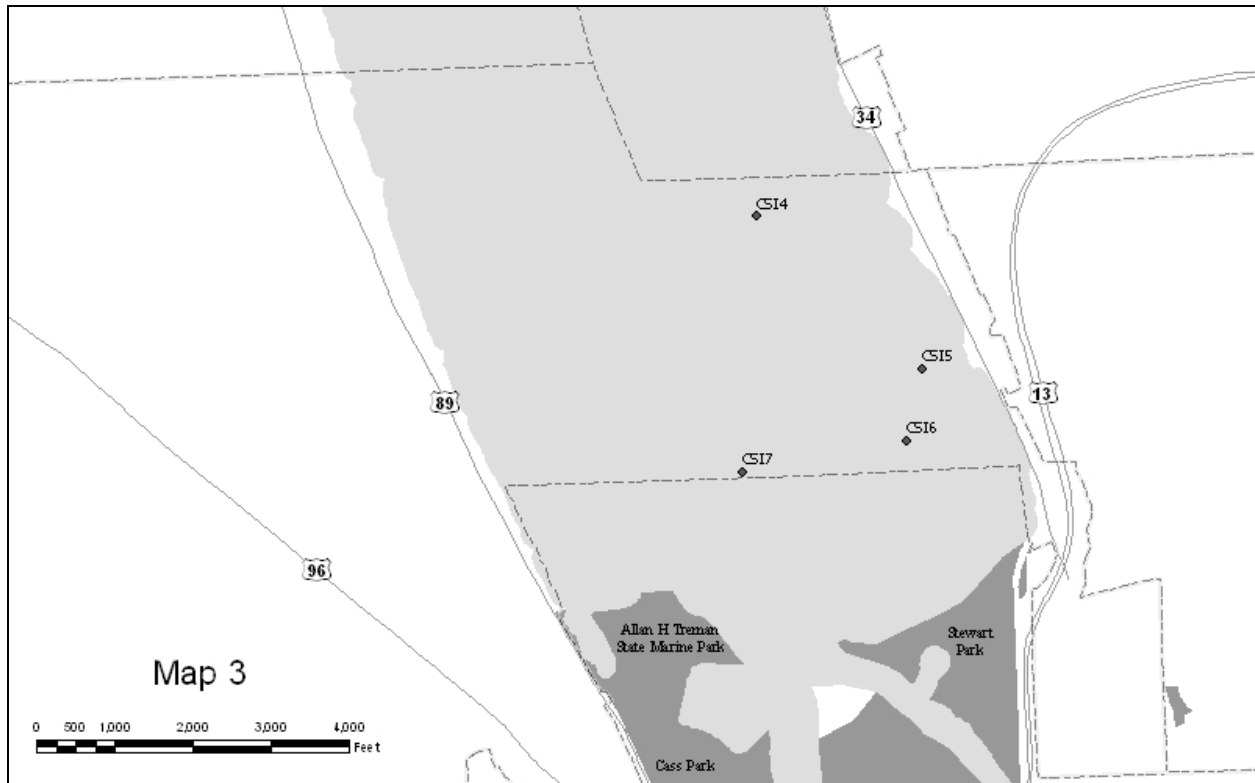 34
CSI4
CSI5
13
89
CSI6
CSI7
96
Allan H Treman
State Marine Park
Stewart
Park
Map 3
0 500 1,000 2,000 3,000 4,000
Feet
Cass Park